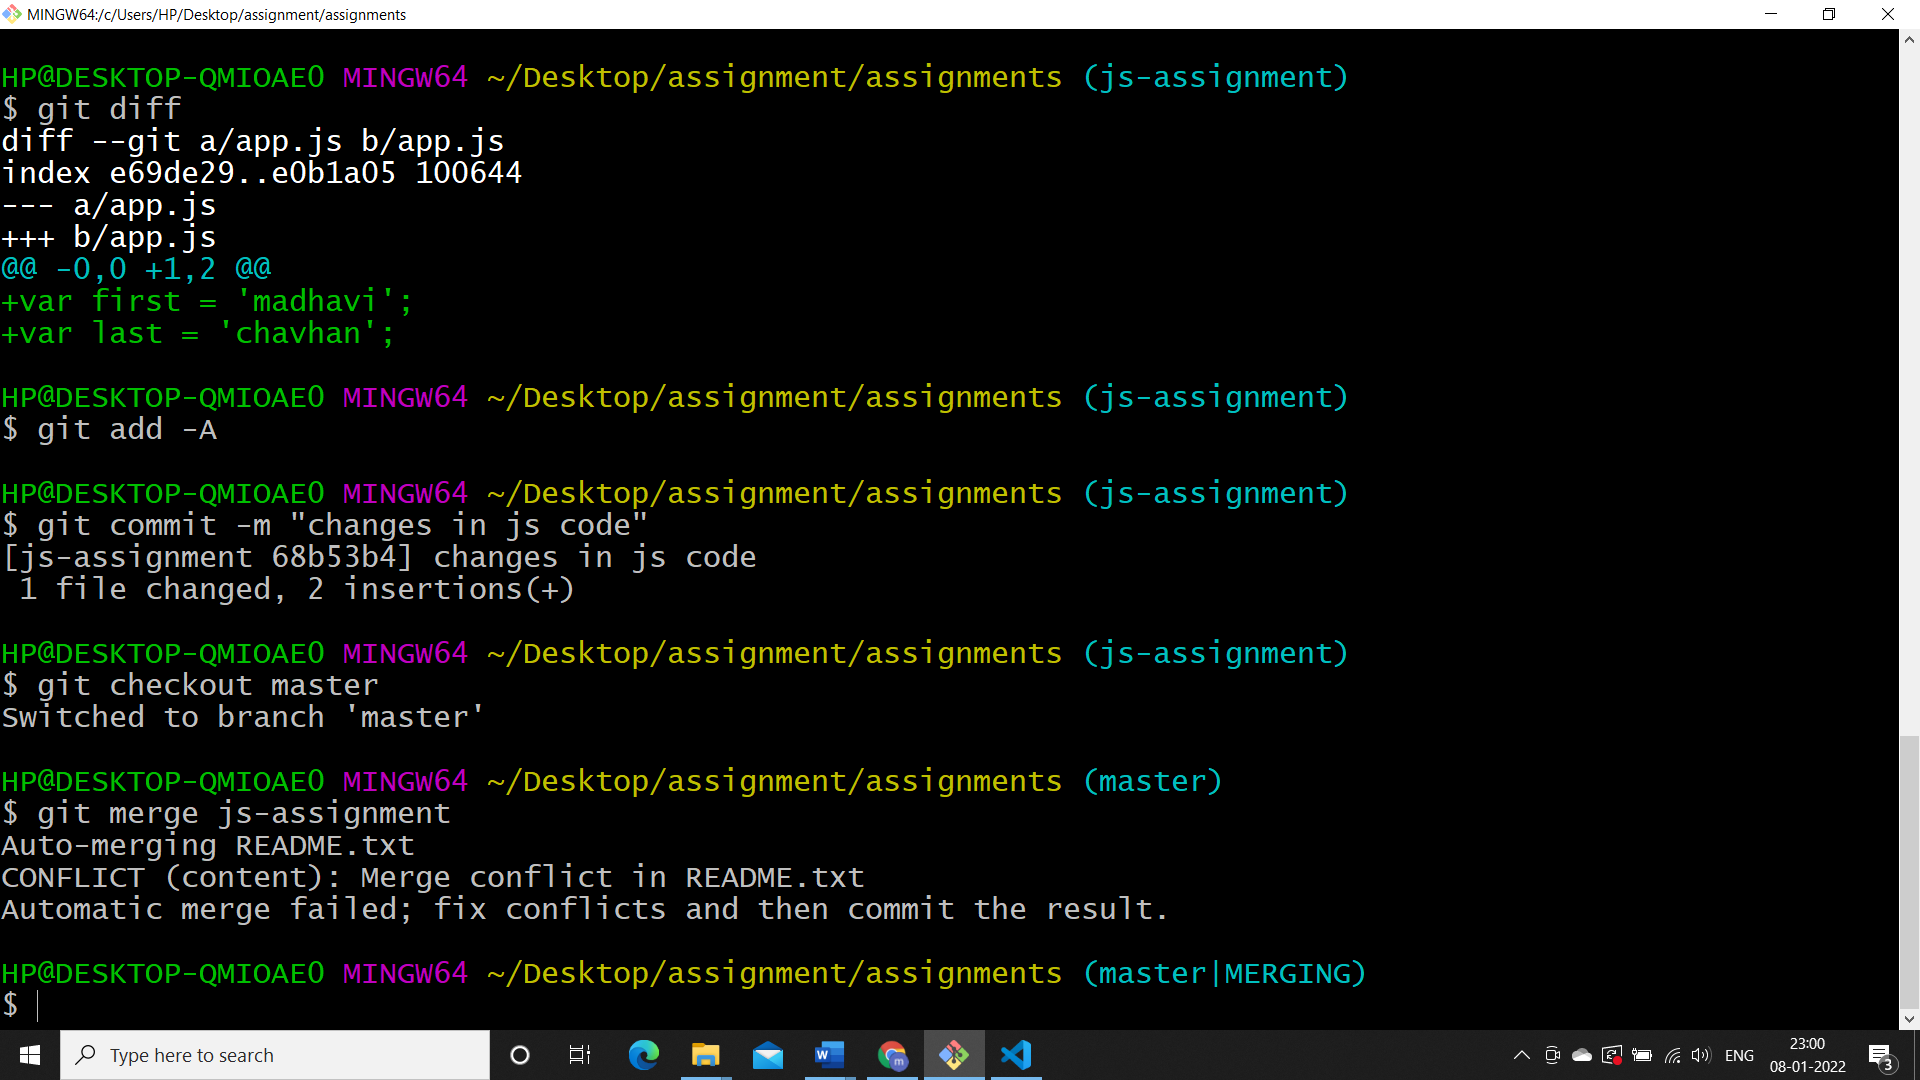 MINGW64:/c/Users/HP/Desktop/assignment/assignments
HP@DESKTOP-QMIOAE0 MINGW64 ~/Desktop/assignment/assignments (js-assignment)
$ git diff
diff --git a/app.js b/app.js
index e69de29..e0b1a05 100644
--- a/app.js
+++ b/app.js
@@ -0,0 +1,2 @@
+var first = 'madhavi';
+var last = 'chavhan';
HP@DESKTOP-QMIOAE0 MINGW64 ~/Desktop/assignment/assignments (js-assignment)
$ git add -A
HP@DESKTOP-QMIOAE0 MINGW64 ~/Desktop/assignment/assignments (js-assignment)
$ git commit -m "changes in js code"
[js-assignment 68b53b4] changes in js code
 1 file changed, 2 insertions(+)
HP@DESKTOP-QMIOAE0 MINGW64 ~/Desktop/assignment/assignments (js-assignment)
$ git checkout master
Switched to branch 'master'
HP@DESKTOP-QMIOAE0 MINGW64 ~/Desktop/assignment/assignments (master)
$ git merge js-assignment
Auto-merging README.txt
CONFLICT (content): Merge conflict in README.txt
Automatic merge failed; fix conflicts and then commit the result.
HP@DESKTOP-QMIOAE0 MINGW64 ~/Desktop/assignment/assignments (master|MERGING)
$
Type here to search
W
m
ENG
23:00
08-01-2022
3